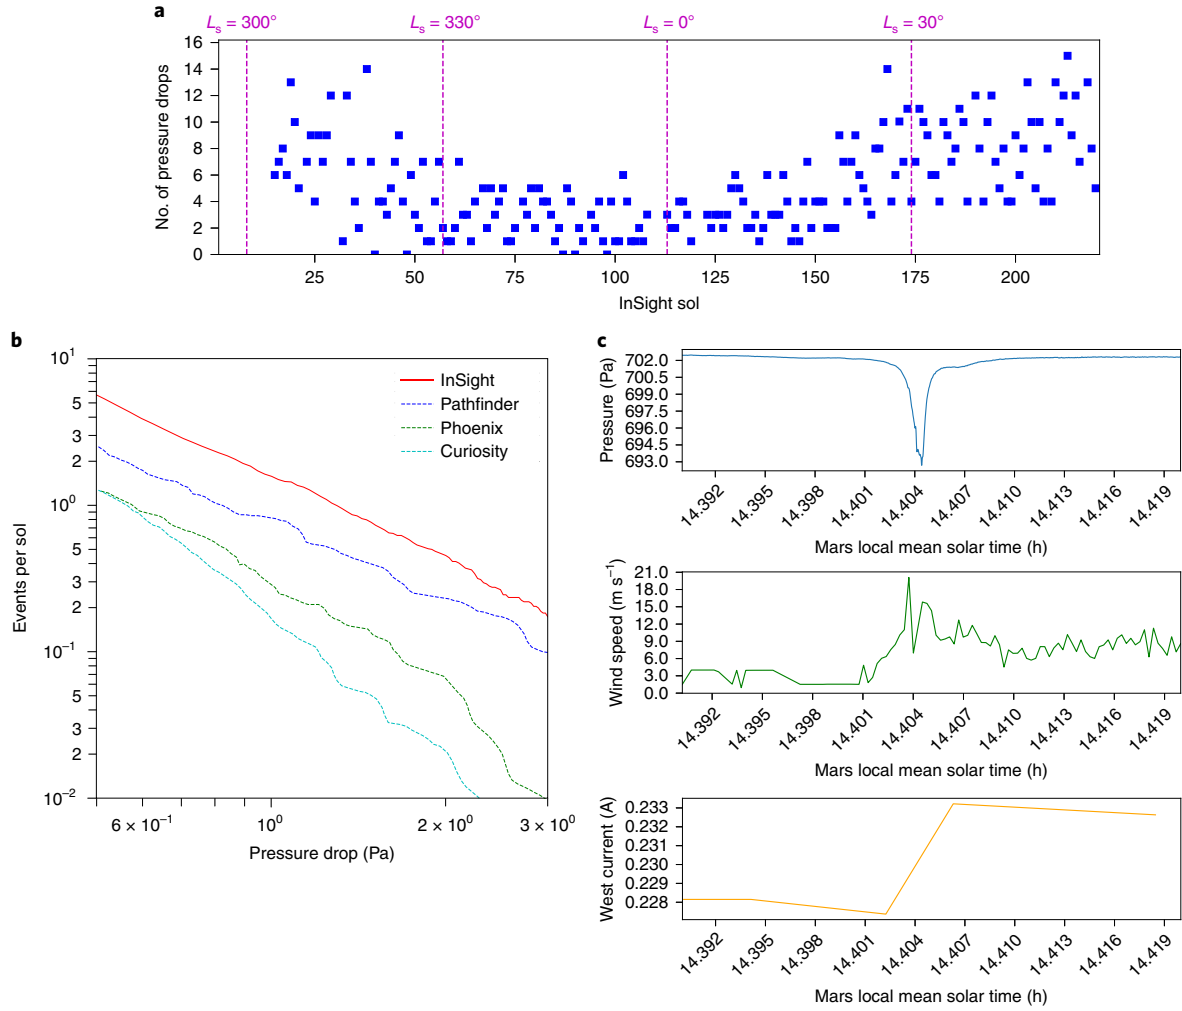 a
Ls = 300° Ls = 330° Ls = 0° Ls = 30°
16
14
12
10
8
6
4
2
0
No. of pressure drops
25 50 75 100 125 150 175 200
InSight sol
b
10¹
5
3
2
10⁰
5
3
2
10⁻¹
5
3
2
10⁻²
Events per sol
InSight
Pathfinder
Phoenix
Curiosity
6 × 10⁻¹ 10⁰ 2 × 10⁰ 3 × 10⁰
Pressure drop (Pa)
c
702.0
700.5
699.0
697.5
696.0
694.5
693.0
Pressure (Pa)
14.392 14.395 14.398 14.401 14.404 14.407 14.410 14.413 14.416 14.419
Mars local mean solar time (h)
21.0
18.0
15.0
12.0
9.0
6.0
3.0
0.0
Wind speed (m s⁻¹)
14.392 14.395 14.398 14.401 14.404 14.407 14.410 14.413 14.416 14.419
Mars local mean solar time (h)
0.233
0.232
0.230
0.229
0.228
West current (A)
14.392 14.395 14.398 14.401 14.404 14.407 14.410 14.413 14.416 14.419
Mars local mean solar time (h)